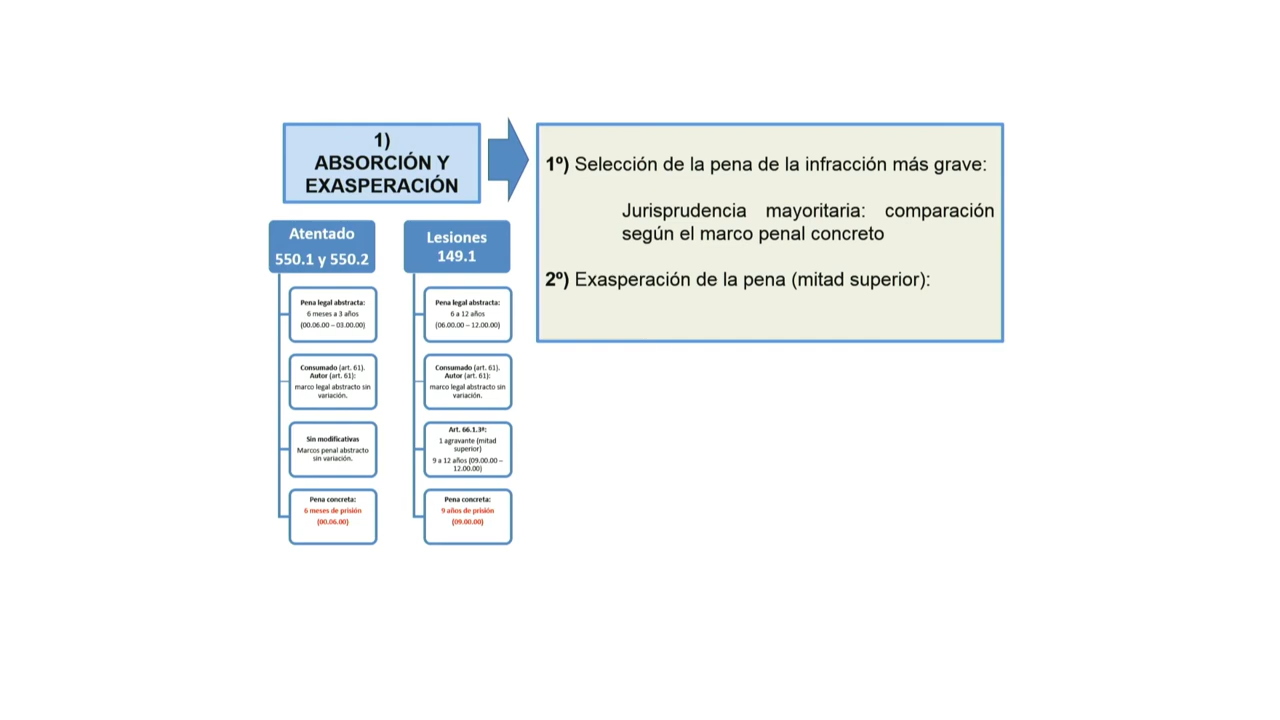 1)
ABSORCIÓN Y
EXASPERACIÓN
1º) Selección de la pena de la infracción más grave:
Jurisprudencia mayoritaria: comparación
según el marco penal concreto
2º) Exasperación de la pena (mitad superior):
Atentado
550.1 y 550.2
Pena legal abstracta:
6 meses a 3 años
(00.06.00 – 03.00.00)
Consumado (art. 61).
Autor (art. 61):
marco legal abstracto sin
variación.
Sin modificativas
Marcos penal abstracto
sin variación.
Pena concreta:
6 meses de prisión
(00.06.00)
Lesiones
149.1
Pena legal abstracta:
6 a 12 años
(06.00.00 – 12.00.00)
Consumado (art. 61).
Autor (art. 61):
marco legal abstracto sin
variación.
Art. 66.1.3ª:
1 agravante (mitad
superior)
9 a 12 años (09.00.00 –
12.00.00)
Pena concreta:
9 años de prisión
(09.00.00)